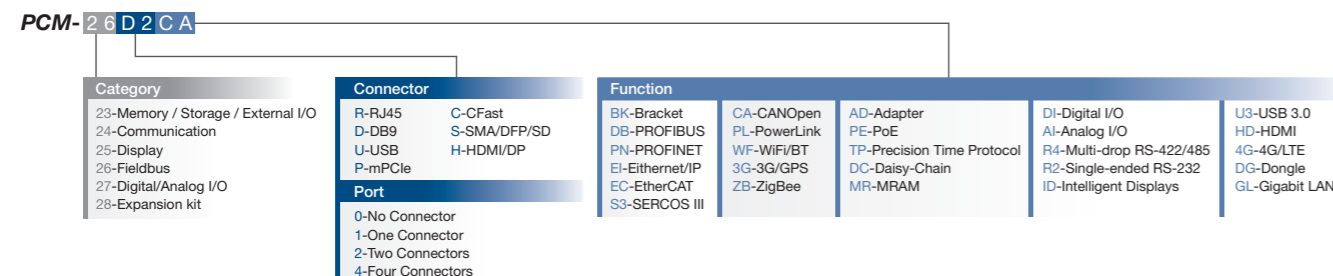 PCM-26D2CA
Category
23-Memory / Storage / External I/O
24-Communication
25-Display
26-Fieldbus
27-Digital/Analog I/O
28-Expansion kit
Connector
R-RJ45
D-DB9
U-USB
P-mPCIe
C-CFast
S-SMA/DFP/SD
H-HDMI/DP
Port
0-No Connector
1-One Connector
2-Two Connectors
4-Four Connectors
Function
BK-Bracket
DB-PROFIBUS
PN-PROFINET
EI-Ethernet/IP
EC-EtherCAT
S3-SERCOS III
CA-CANOpen
PL-PowerLink
WF-WiFi/BT
3G-3G/GPS
ZB-ZigBee
AD-Adapter
PE-PoE
TP-Precision Time Protocol
DC-Daisy-Chain
MR-MRAM
DI-Digital I/O
AI-Analog I/O
R4-Multi-drop RS-422/485
R2-Single-ended RS-232
ID-Intelligent Displays
U3-USB 3.0
HD-HDMI
4G-4G/LTE
DG-Dongle
GL-Gigabit LAN